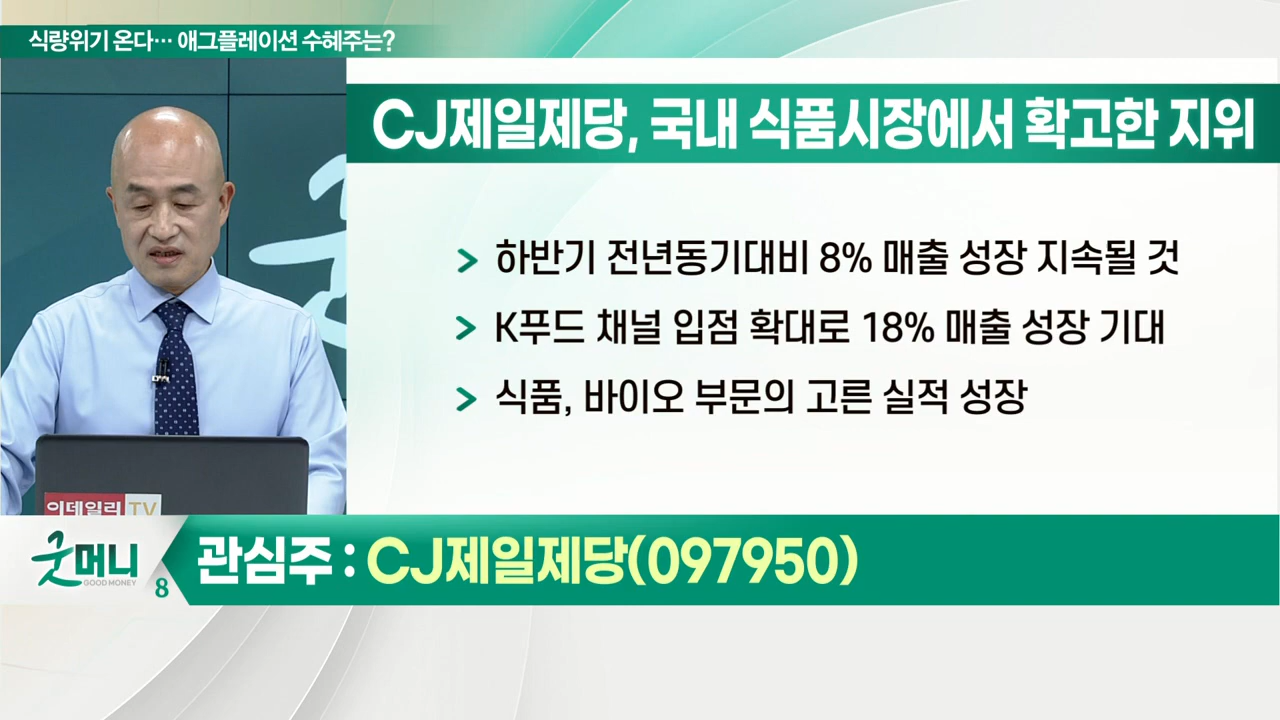 식량위기 온다… 애그플레이션 수혜주는?
CJ제일제당, 국내 식품시장에서 확고한 지위
> 하반기 전년동기대비 8% 매출 성장 지속될 것
> K푸드 채널 입점 확대로 18% 매출 성장 기대
> 식품, 바이오 부문의 고른 실적 성장
이데일리 TV
굿머니
GOOD MONEY
8
관심주 : CJ제일제당(097950)